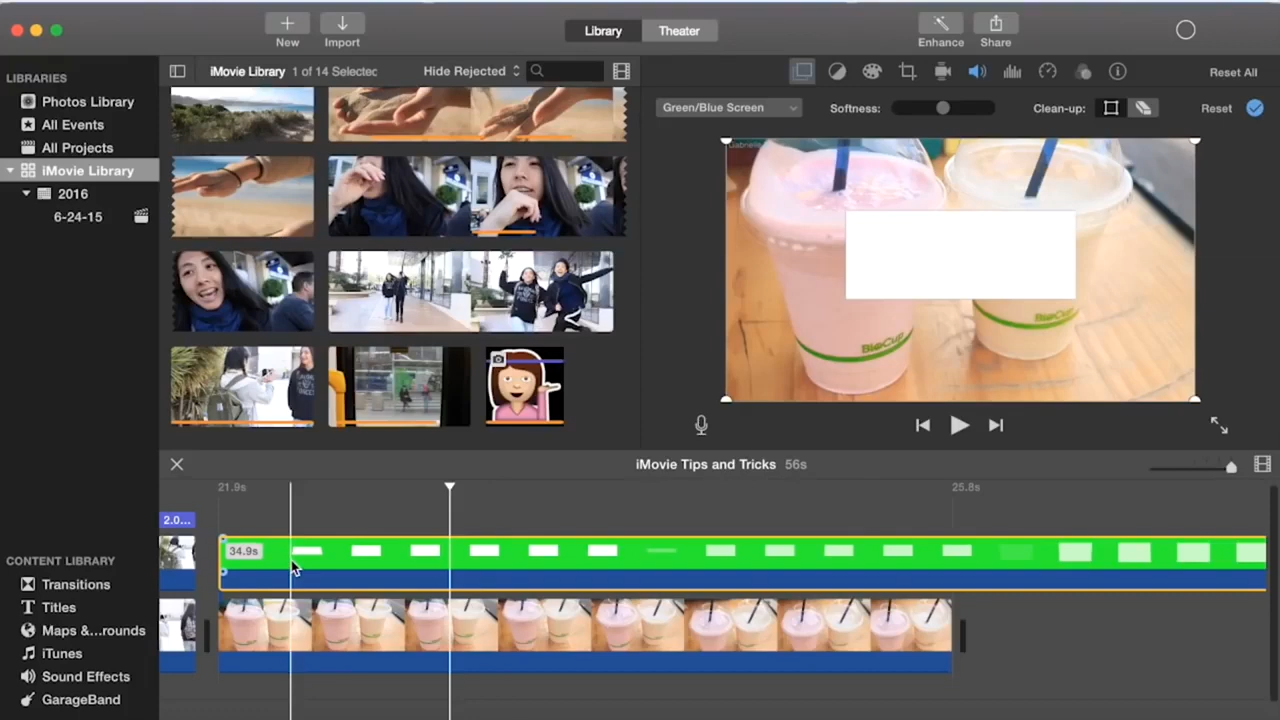 Library
Theater
New
Import
Enhance
Share
LIBRARIES
Photos Library
All Events
All Projects
iMovie Library
2016
6-24-15
CONTENT LIBRARY
Transitions
Titles
Maps &...rounds
iTunes
Sound Effects
GarageBand
iMovie Library 1 of 14 Selectec
Hide Rejected
Reset All
Green/Blue Screen
Softness:
Clean-up:
Reset
BioCup
BioCup
iMovie Tips and Tricks 56s
21.9s
25.8s
2.0...
34.9s